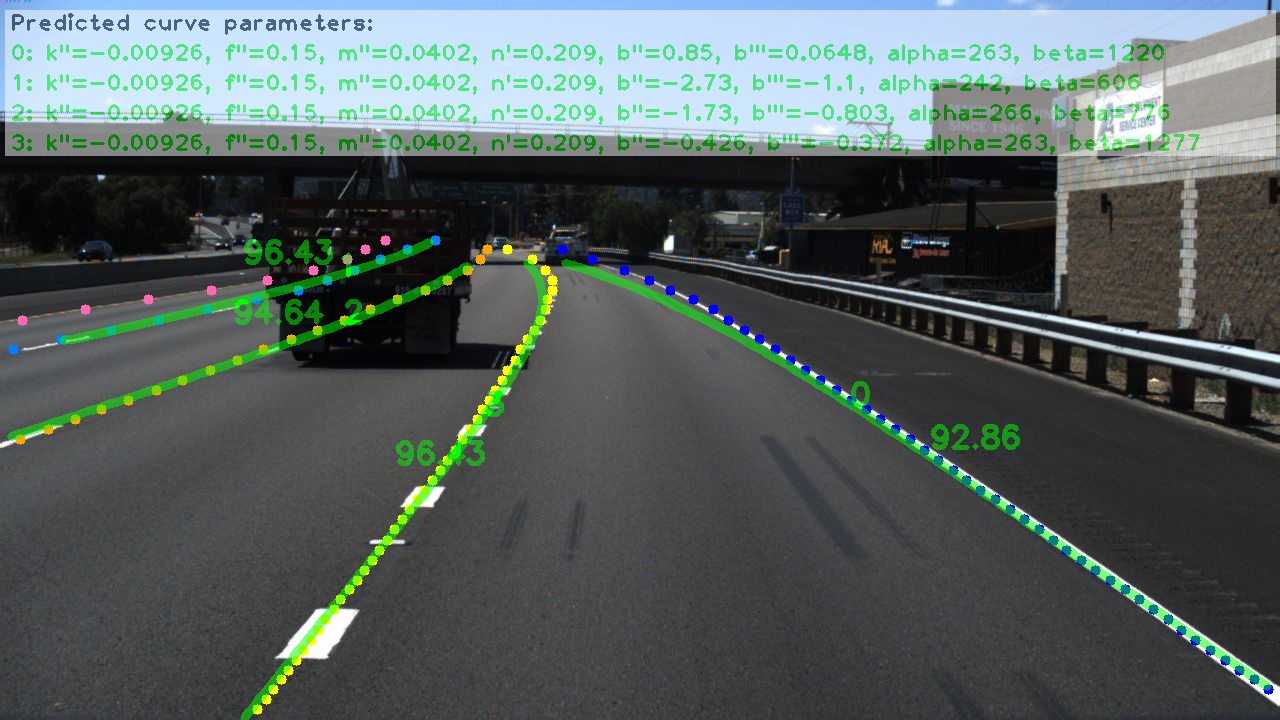 Predicted curve parameters:
0: k''=-0.00926, f''=0.15, m''=0.0402, n'=0.209, b''=0.85, b'''=0.0648, alpha=263, beta=1220
1: k''=-0.00926, f''=0.15, m''=0.0402, n'=0.209, b''=-2.73, b'''=-1.1, alpha=242, beta=606
2: k''=-0.00926, f''=0.15, m''=0.0402, n'=0.209, b''=-1.73, b'''=-0.803, alpha=266, beta=776
3: k''=-0.00926, f''=0.15, m''=0.0402, n'=0.209, b''=-0.426, b'''=-0.372, alpha=263, beta=1277
SINCE 1946
CALL
BOX
96.43
94.64 2
0
92.86
96.43